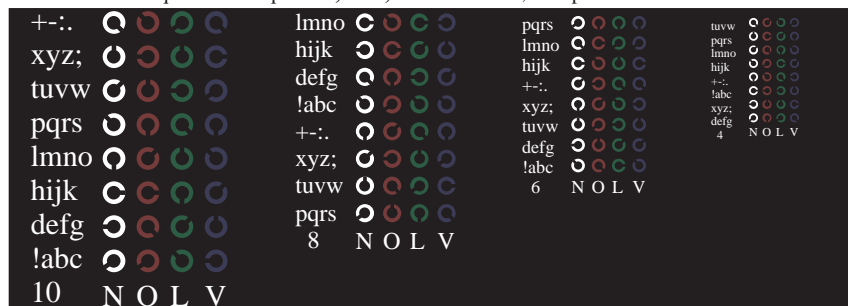 +-:.
xyz;
tuvw
pqrs
lmno
hijk
defg
!abc
10 N O L V
lmno
hijk
defg
!abc
+-:.
xyz;
tuvw
pqrs
8 N O L V
pqrs
lmno
hijk
+-:.
xyz;
tuvw
defg
!abc
6 N O L V
tuvw
pqrs
lmno
hijk
+-:.
!abc
xyz;
defg
4 N O L V